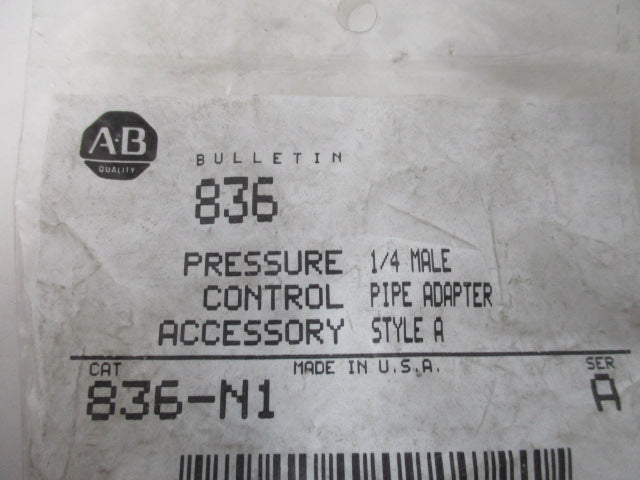 A-B
QUALITY
BULLETIN
836
PRESSURE 1/4 MALE
CONTROL PIPE ADAPTER
ACCESSORY STYLE A
CAT MADE IN U.S.A. SER
836-N1 A